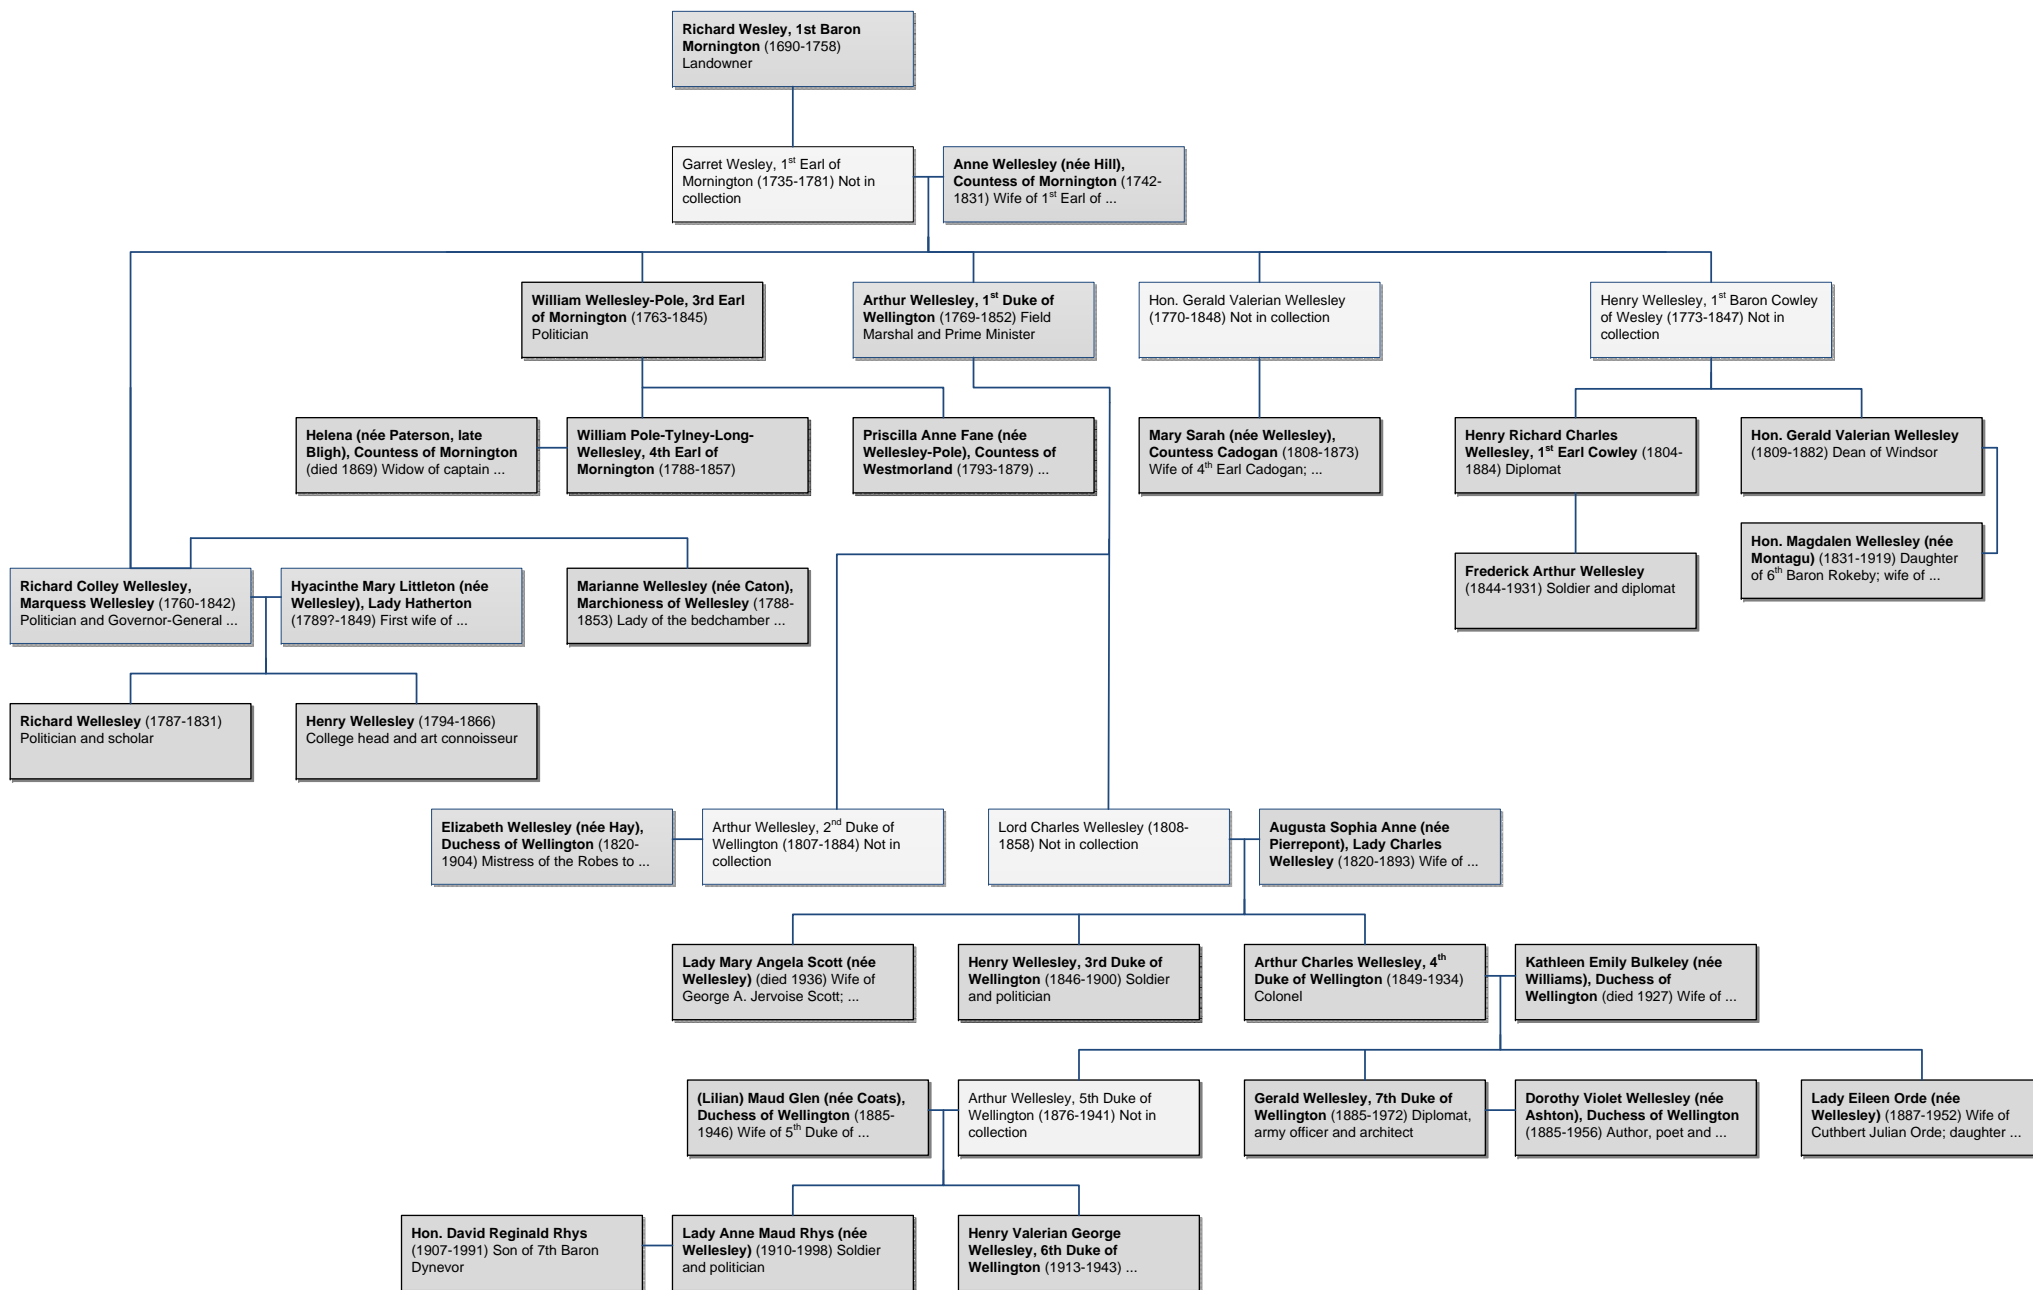 Richard Wesley, 1st Baron
Mornington (1690-1758)
Landowner
Garret Wesley, 1st Earl of
Mornington (1735-1781) Not in
collection
Anne Wellesley (née Hill),
Countess of Mornington (1742-
1831) Wife of 1st Earl of ...
William Wellesley-Pole, 3rd Earl
of Mornington (1763-1845)
Politician
Arthur Wellesley, 1st Duke of
Wellington (1769-1852) Field
Marshal and Prime Minister
Hon. Gerald Valerian Wellesley
(1770-1848) Not in collection
Henry Wellesley, 1st Baron Cowley
of Wesley (1773-1847) Not in
collection
Helena (née Paterson, late
Bligh), Countess of Mornington
(died 1869) Widow of captain ...
William Pole-Tylney-Long-
Wellesley, 4th Earl of
Mornington (1788-1857)
Priscilla Anne Fane (née
Wellesley-Pole), Countess of
Westmorland (1793-1879) ...
Mary Sarah (née Wellesley),
Countess Cadogan (1808-1873)
Wife of 4th Earl Cadogan; ...
Henry Richard Charles
Wellesley, 1st Earl Cowley (1804-
1884) Diplomat
Hon. Gerald Valerian Wellesley
(1809-1882) Dean of Windsor
Hon. Magdalen Wellesley (née
Montagu) (1831-1919) Daughter
of 6th Baron Rokeby; wife of ...
Frederick Arthur Wellesley
(1844-1931) Soldier and diplomat
Richard Colley Wellesley,
Marquess Wellesley (1760-1842)
Politician and Governor-General ...
Hyacinthe Mary Littleton (née
Wellesley), Lady Hatherton
(1789?-1849) First wife of ...
Marianne Wellesley (née Caton),
Marchioness of Wellesley (1788-
1853) Lady of the bedchamber ...
Richard Wellesley (1787-1831)
Politician and scholar
Henry Wellesley (1794-1866)
College head and art connoisseur
Elizabeth Wellesley (née Hay),
Duchess of Wellington (1820-
1904) Mistress of the Robes to ...
Arthur Wellesley, 2nd Duke of
Wellington (1807-1884) Not in
collection
Lord Charles Wellesley (1808-
1858) Not in collection
Augusta Sophia Anne (née
Pierrepont), Lady Charles
Wellesley (1820-1893) Wife of ...
Lady Mary Angela Scott (née
Wellesley) (died 1936) Wife of
George A. Jervoise Scott; ...
Henry Wellesley, 3rd Duke of
Wellington (1846-1900) Soldier
and politician
Arthur Charles Wellesley, 4th
Duke of Wellington (1849-1934)
Colonel
Kathleen Emily Bulkeley (née
Williams), Duchess of
Wellington (died 1927) Wife of ...
(Lilian) Maud Glen (née Coats),
Duchess of Wellington (1885-
1946) Wife of 5th Duke of ...
Arthur Wellesley, 5th Duke of
Wellington (1876-1941) Not in
collection
Gerald Wellesley, 7th Duke of
Wellington (1885-1972) Diplomat,
army officer and architect
Dorothy Violet Wellesley (née
Ashton), Duchess of Wellington
(1885-1956) Author, poet and ...
Lady Eileen Orde (née
Wellesley) (1887-1952) Wife of
Cuthbert Julian Orde; daughter ...
Hon. David Reginald Rhys
(1907-1991) Son of 7th Baron
Dynevor
Lady Anne Maud Rhys (née
Wellesley) (1910-1998) Soldier
and politician
Henry Valerian George
Wellesley, 6th Duke of
Wellington (1913-1943) ...